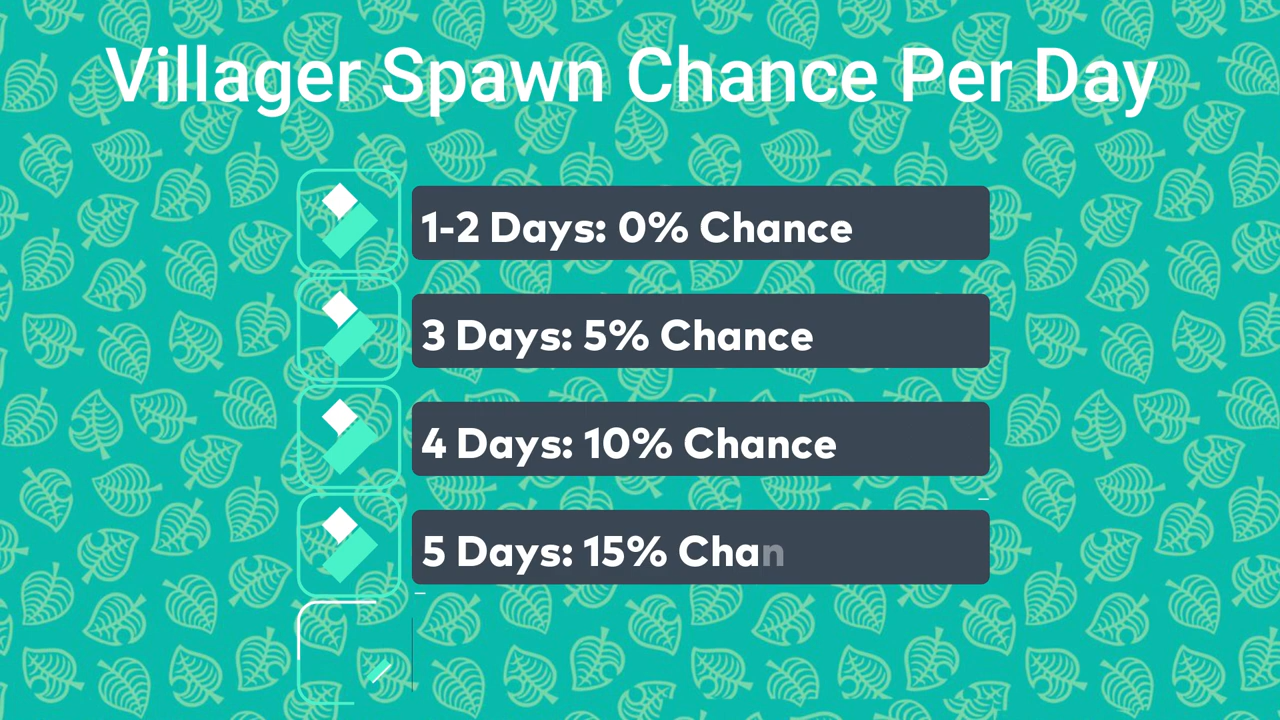 Villager Spawn Chance Per Day
1-2 Days: 0% Chance
3 Days: 5% Chance
4 Days: 10% Chance
5 Days: 15% Chan